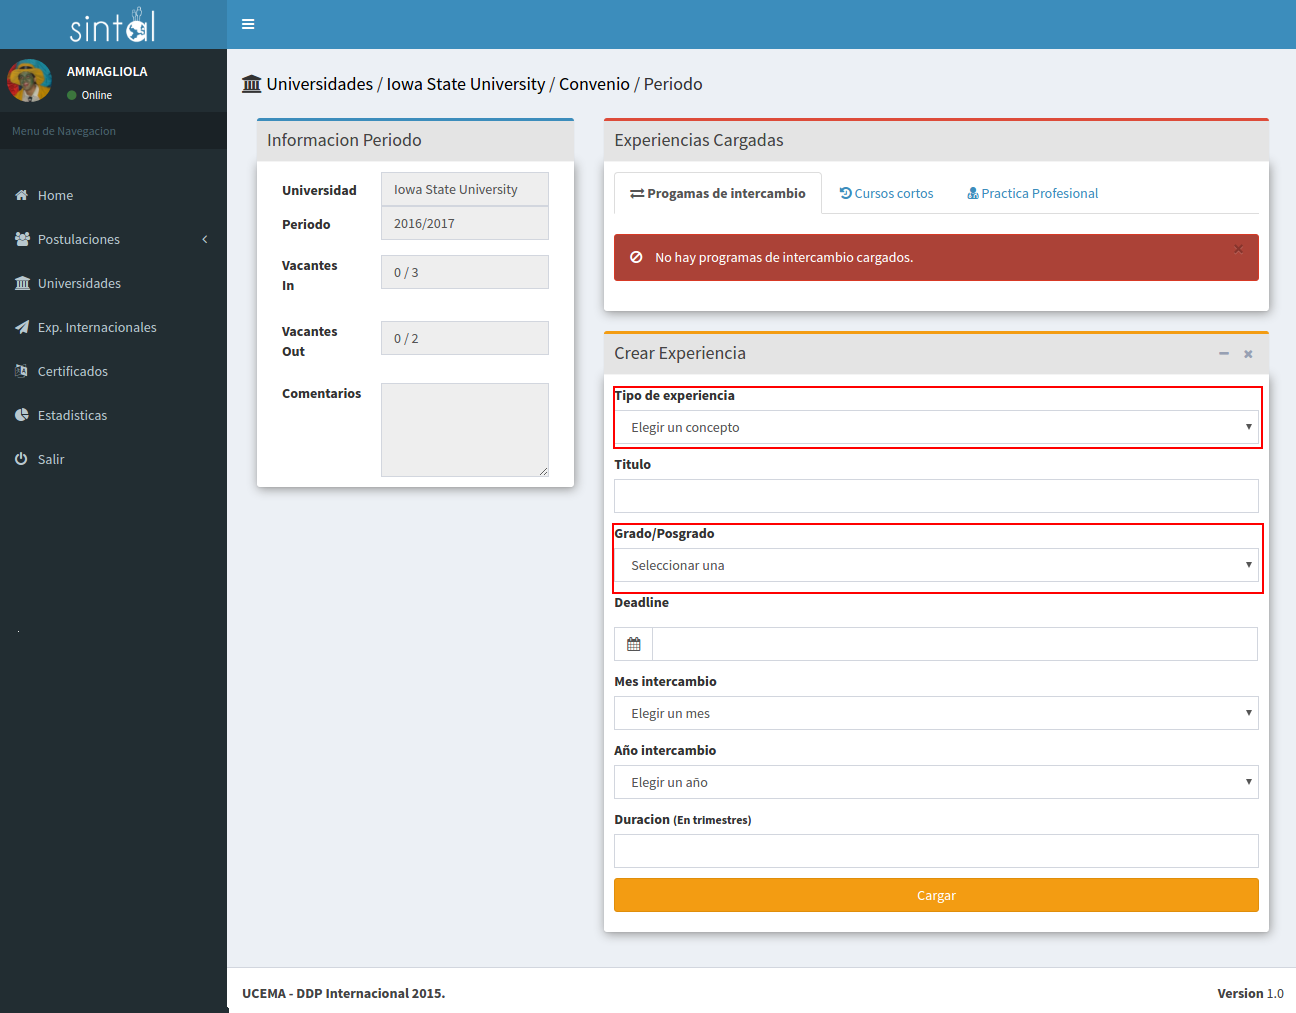 sintal
AMMAGLIOLA
Online
Menu de Navegacion
Home
Postulaciones
Universidades
Exp. Internacionales
Certificados
Estadisticas
Salir
Universidades / Iowa State University / Convenio / Periodo
Informacion Periodo
Universidad Iowa State University
Periodo 2016/2017
Vacantes In 0 / 3
Vacantes Out 0 / 2
Comentarios
Experiencias Cargadas
Progamas de intercambio Cursos cortos Practica Profesional
No hay programas de intercambio cargados.
Crear Experiencia
Tipo de experiencia
Elegir un concepto
Titulo
Grado/Posgrado
Seleccionar una
Deadline
Mes intercambio
Elegir un mes
Año intercambio
Elegir un año
Duracion (En trimestres)
Cargar
UCEMA - DDP Internacional 2015. Version 1.0